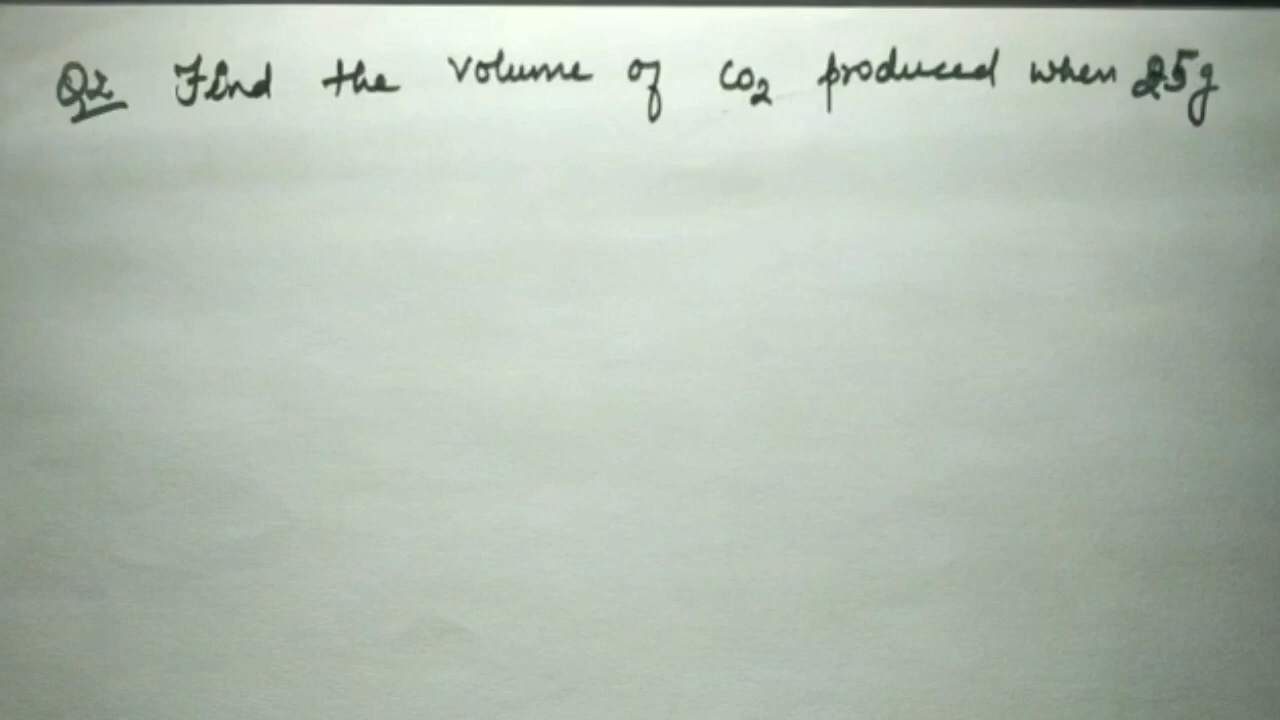 Q2 Find the volume of CO₂ produced when 25g